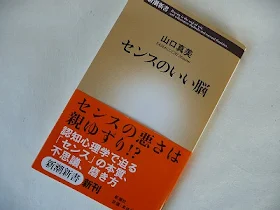 新潮新書
山口真美
センスのいい脳
センスの悪さは
親ゆずり!?
認知心理学で迫る
「センス」の本質、
不思議、磨き方
新潮新書
新刊